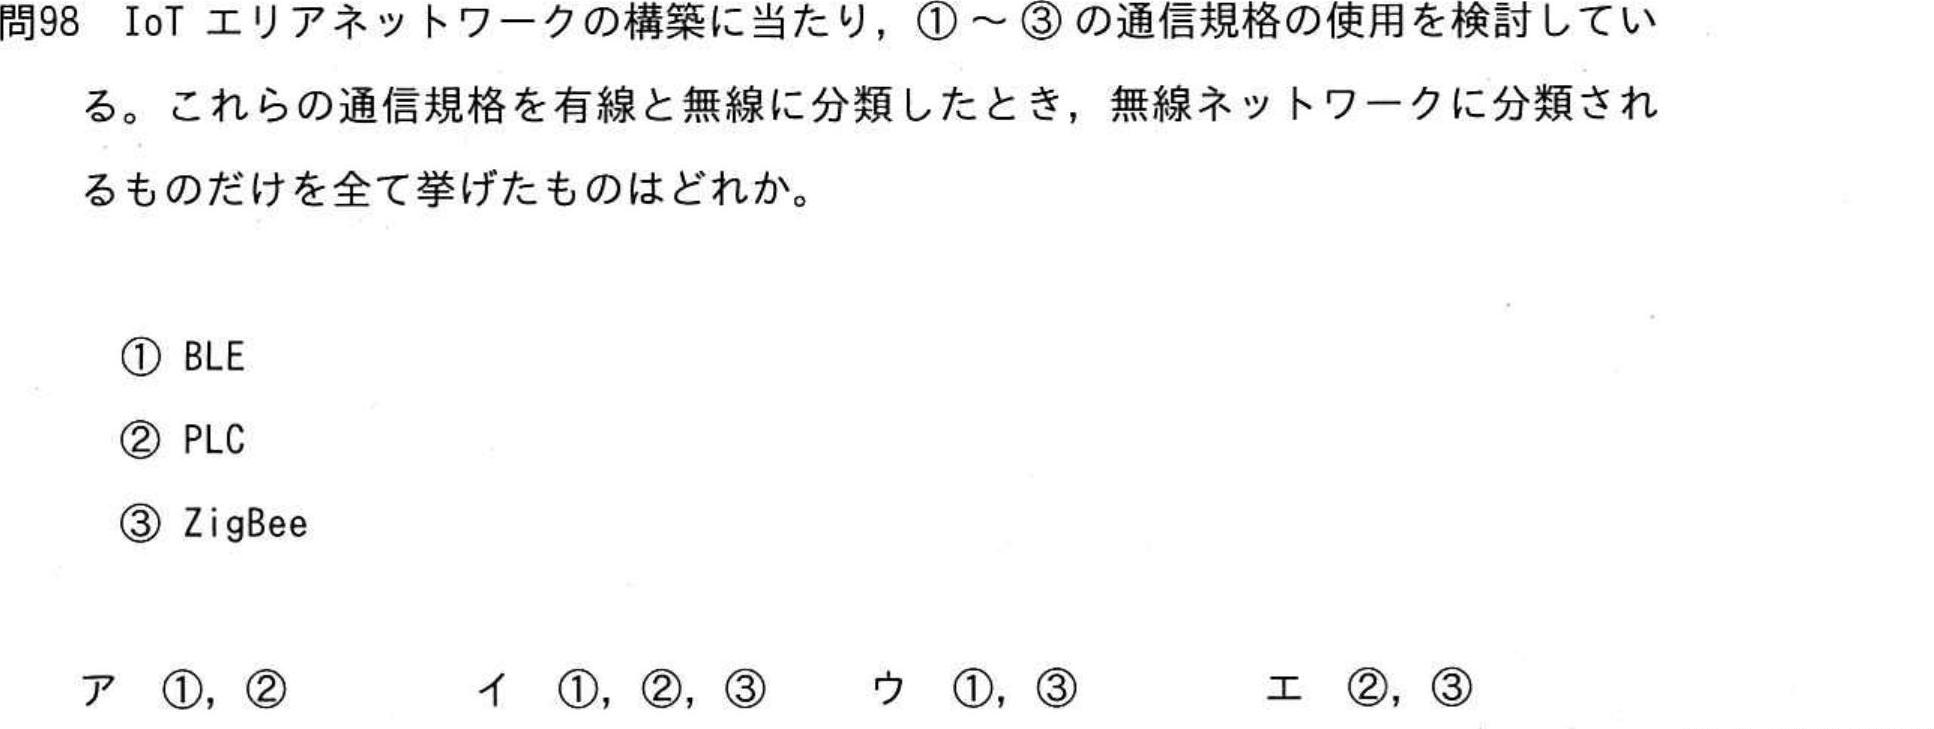 問98 IoT エリアネットワークの構築に当たり，①～③の通信規格の使用を検討してい
る。これらの通信規格を有線と無線に分類したとき，無線ネットワークに分類され
るものだけを全て挙げたものはどれか。
① BLE
② PLC
③ ZigBee
ア ①，② イ ①，②，③ ウ ①，③ エ ②，③